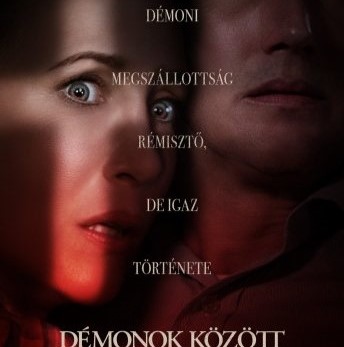 DÉMONI
MEGSZÁLLOTTSÁG
RÉMISZTŐ,
DE IGAZ
TÖRTÉNETE
DÉMONOK KÖZÖTT